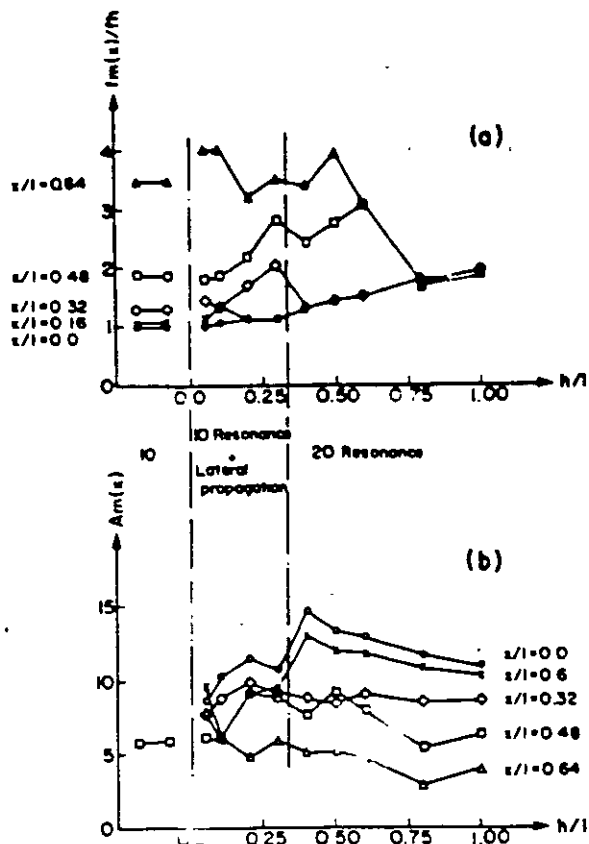 fm(x)/fh
(a)
4
x/l=0.64
3
2
x/l=0.48
x/l=0.32
x/l=0.16
x/l=0.0
1
0
0.0 0.25 0.50 0.75 1.00 h/l
1D
1D Resonance
+
Lateral
propagation
2D Resonance
Am(x)
(b)
15
10
5
0
x/l=0.0
x/l=0.6
x/l=0.32
x/l=0.48
x/l=0.64
0.25 0.50 0.75 1.00 h/l